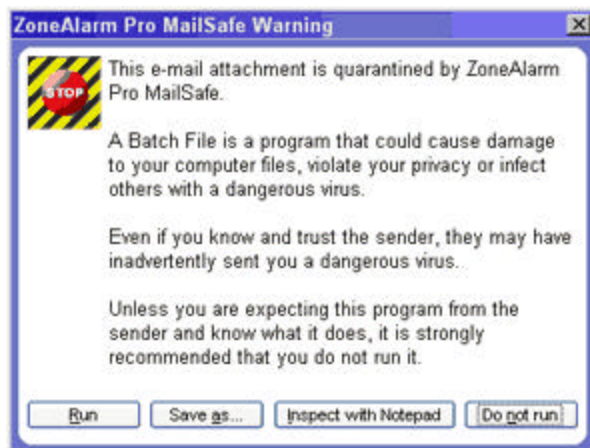 ZoneAlarm Pro MailSafe Warning
STOP
This e-mail attachment is quarantined by ZoneAlarm
Pro MailSafe.
A Batch File is a program that could cause damage
to your computer files, violate your privacy or infect
others with a dangerous virus.
Even if you know and trust the sender, they may have
inadvertently sent you a dangerous virus.
Unless you are expecting this program from the
sender and know what it does, it is strongly
recommended that you do not run it.
Run Save as... Inspect with Notepad Do not run